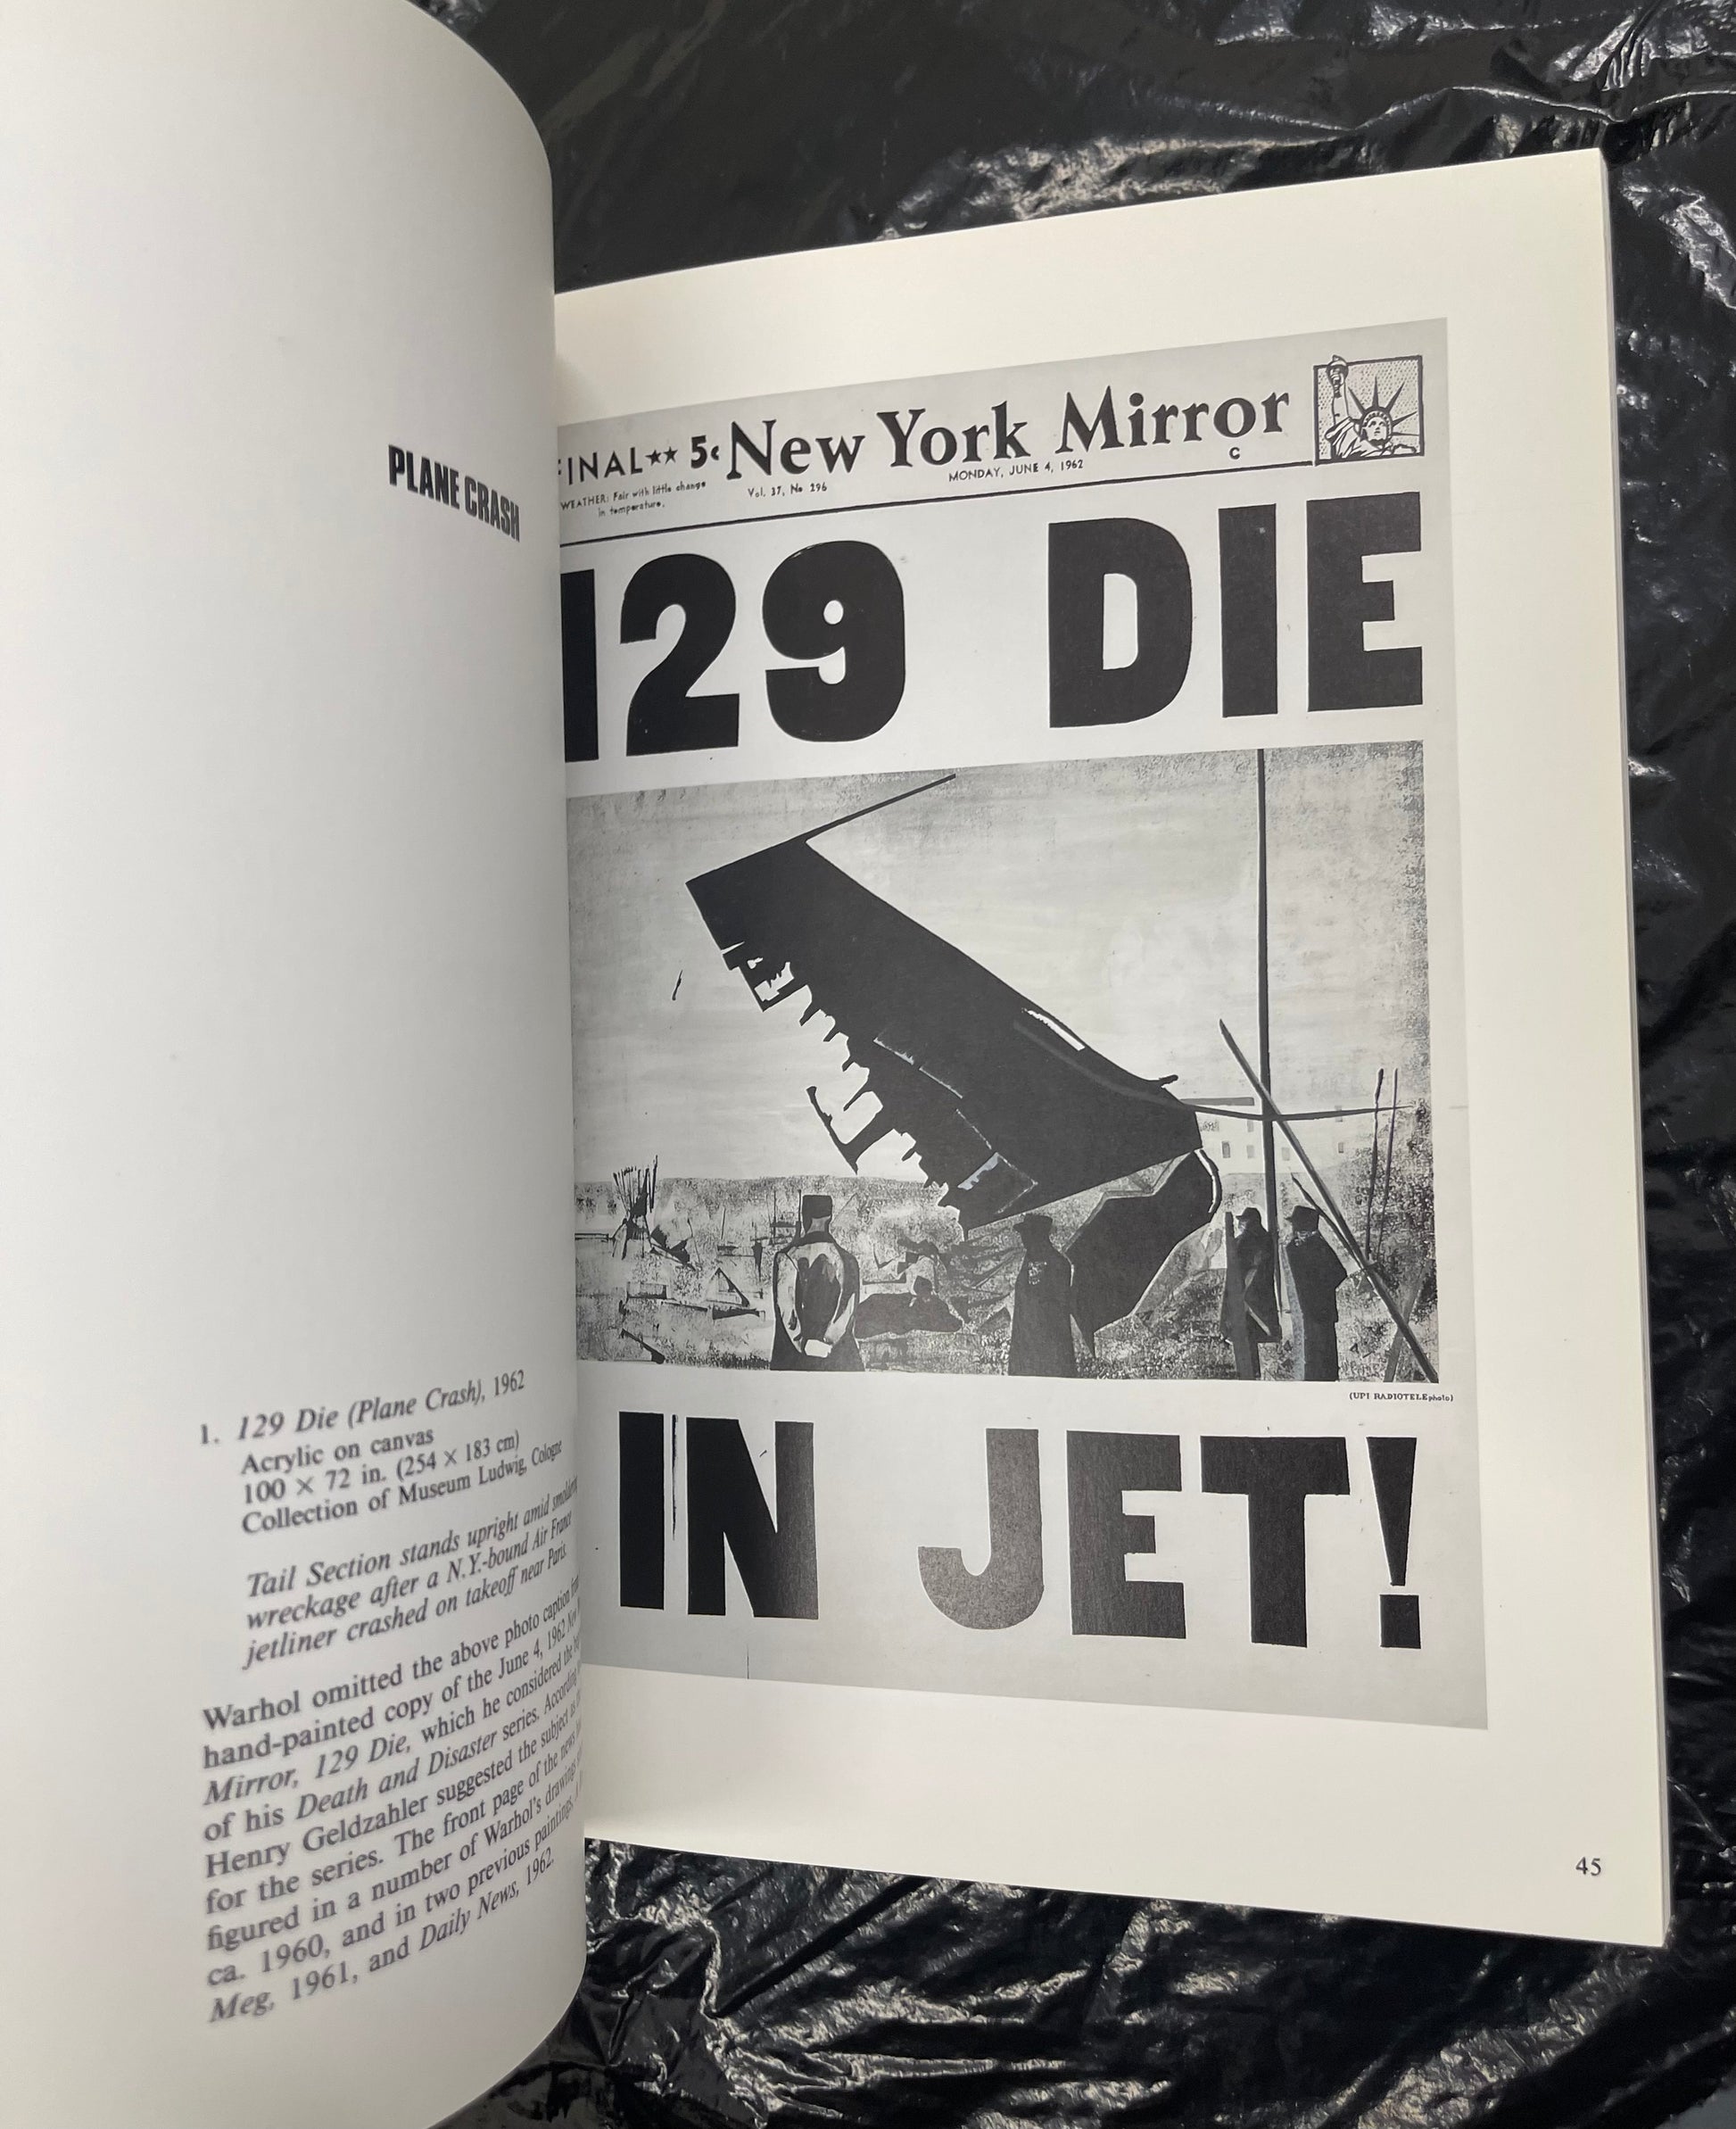 PLANE CRASH
1. 129 Die (Plane Crash), 1962
Acrylic on canvas
100 × 72 in. (254 × 183 cm)
Collection of Museum Ludwig, Cologne
Tail Section stands upright amid smoldering
wreckage after a N.Y.-bound Air France
jetliner crashed on takeoff near Paris.
Warhol omitted the above photo caption
hand-painted copy of the June 4, 1962
Mirror, 129 Die, which he considered the
of his Death and Disaster series. According
Henry Geldzahler suggested the subject
for the series. The front page of the news
figured in a number of Warhol's drawings
ca. 1960, and in two previous paintings, A
Meg, 1961, and Daily News, 1962.
FINAL★★ 5¢ New York Mirror
WEATHER: Fair with little change
in temperature.
Vol. 37, No 296
MONDAY, JUNE 4, 1962
C
129 DIE
(UPI RADIOTELEphoto)
IN JET!
45